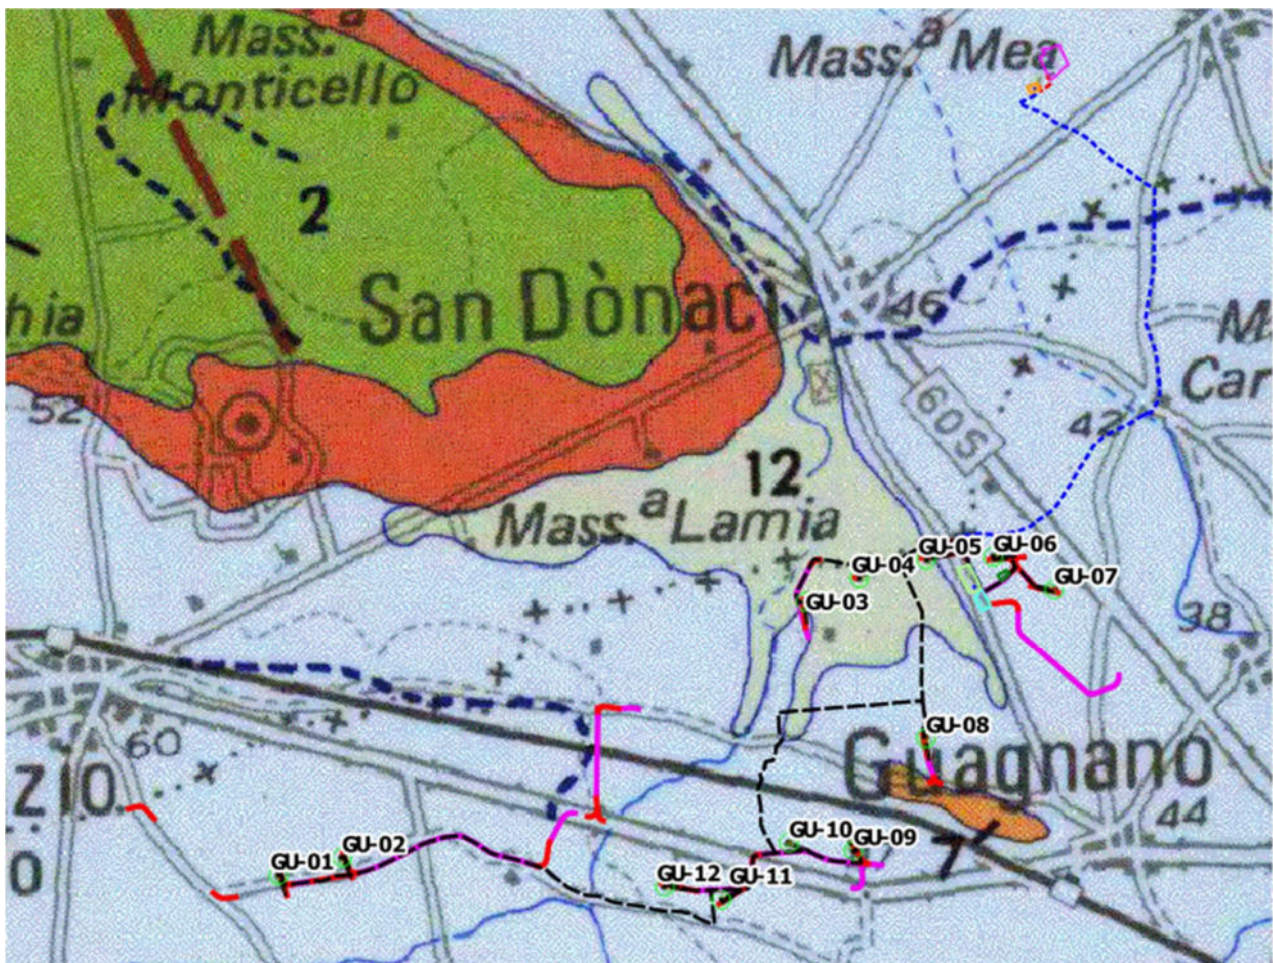 Mass.ª
Monticello
Mass.ª Mea
2
San Dònaci
46
hia
M
Car
52
605
42
12
Mass.ª Lamia
GU-05
GU-06
GU-04
GU-07
GU-03
38
60
GU-08
Guagnano
ZIO
44
GU-10
GU-09
GU-02
GU-01
GU-12
GU-11
0